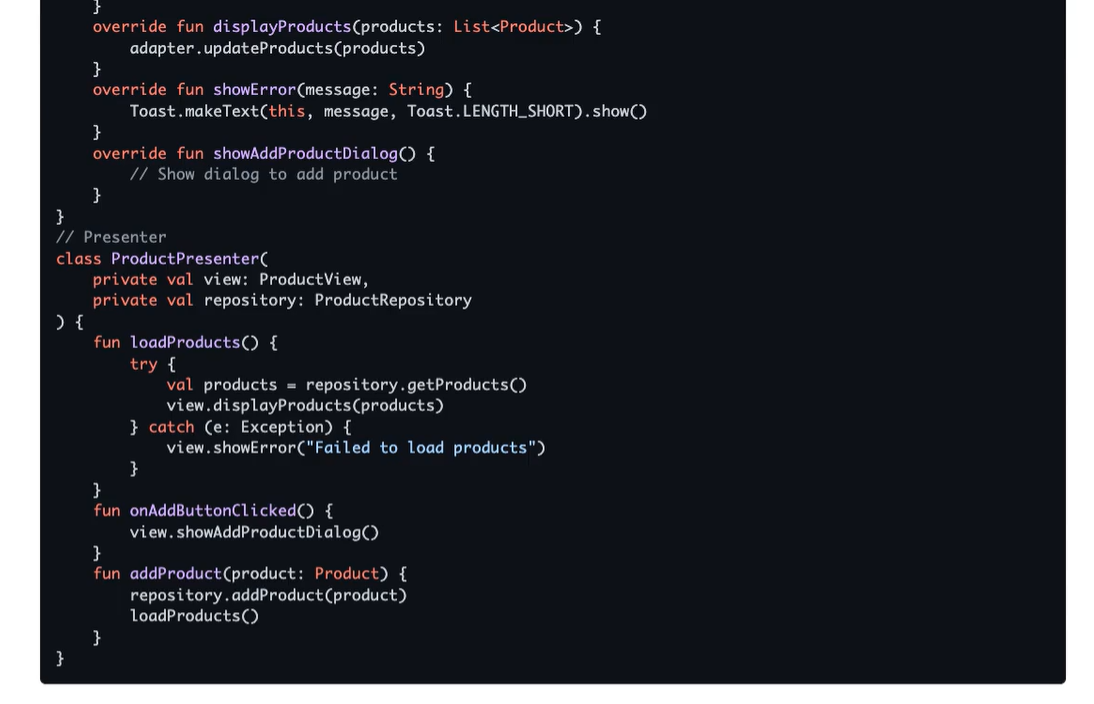 }
    override fun displayProducts(products: List<Product>) {
        adapter.updateProducts(products)
    }
    override fun showError(message: String) {
        Toast.makeText(this, message, Toast.LENGTH_SHORT).show()
    }
    override fun showAddProductDialog() {
        // Show dialog to add product
    }
}
// Presenter
class ProductPresenter(
    private val view: ProductView,
    private val repository: ProductRepository
) {
    fun loadProducts() {
        try {
            val products = repository.getProducts()
            view.displayProducts(products)
        } catch (e: Exception) {
            view.showError("Failed to load products")
        }
    }
    fun onAddButtonClicked() {
        view.showAddProductDialog()
    }
    fun addProduct(product: Product) {
        repository.addProduct(product)
        loadProducts()
    }
}